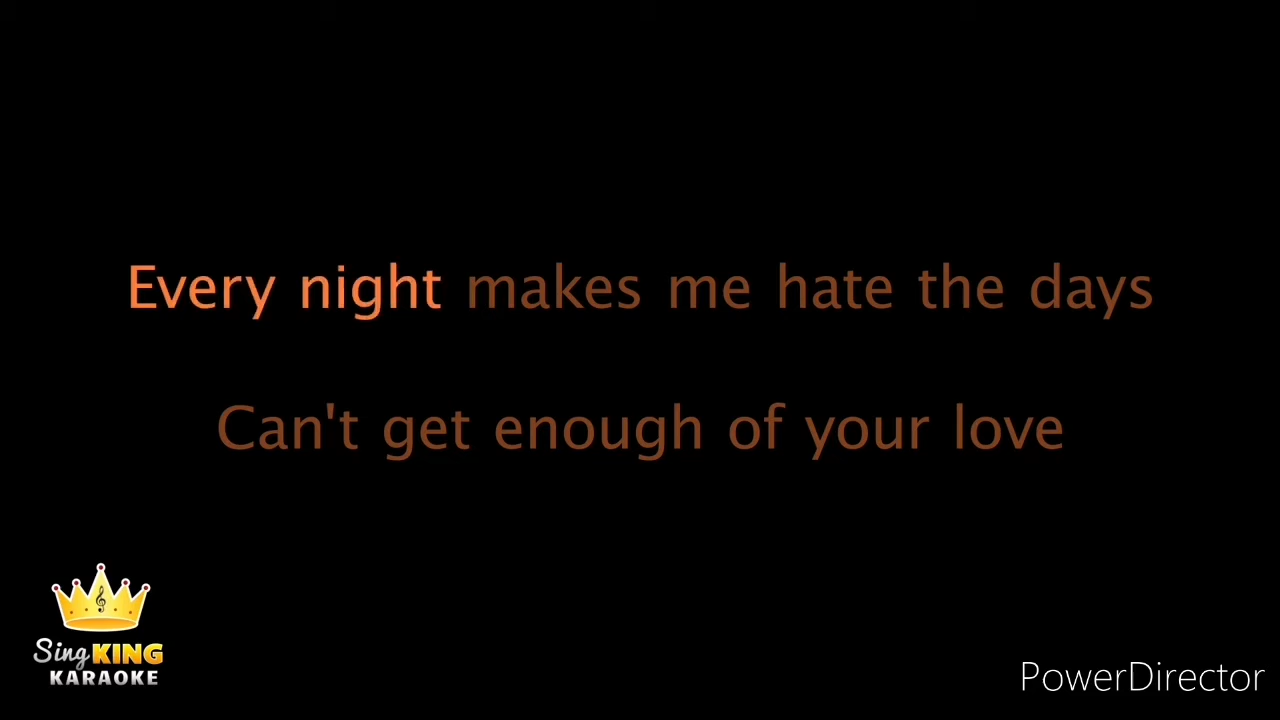 Every night makes me hate the days
Can't get enough of your love
Sing KING
KARAOKE
PowerDirector